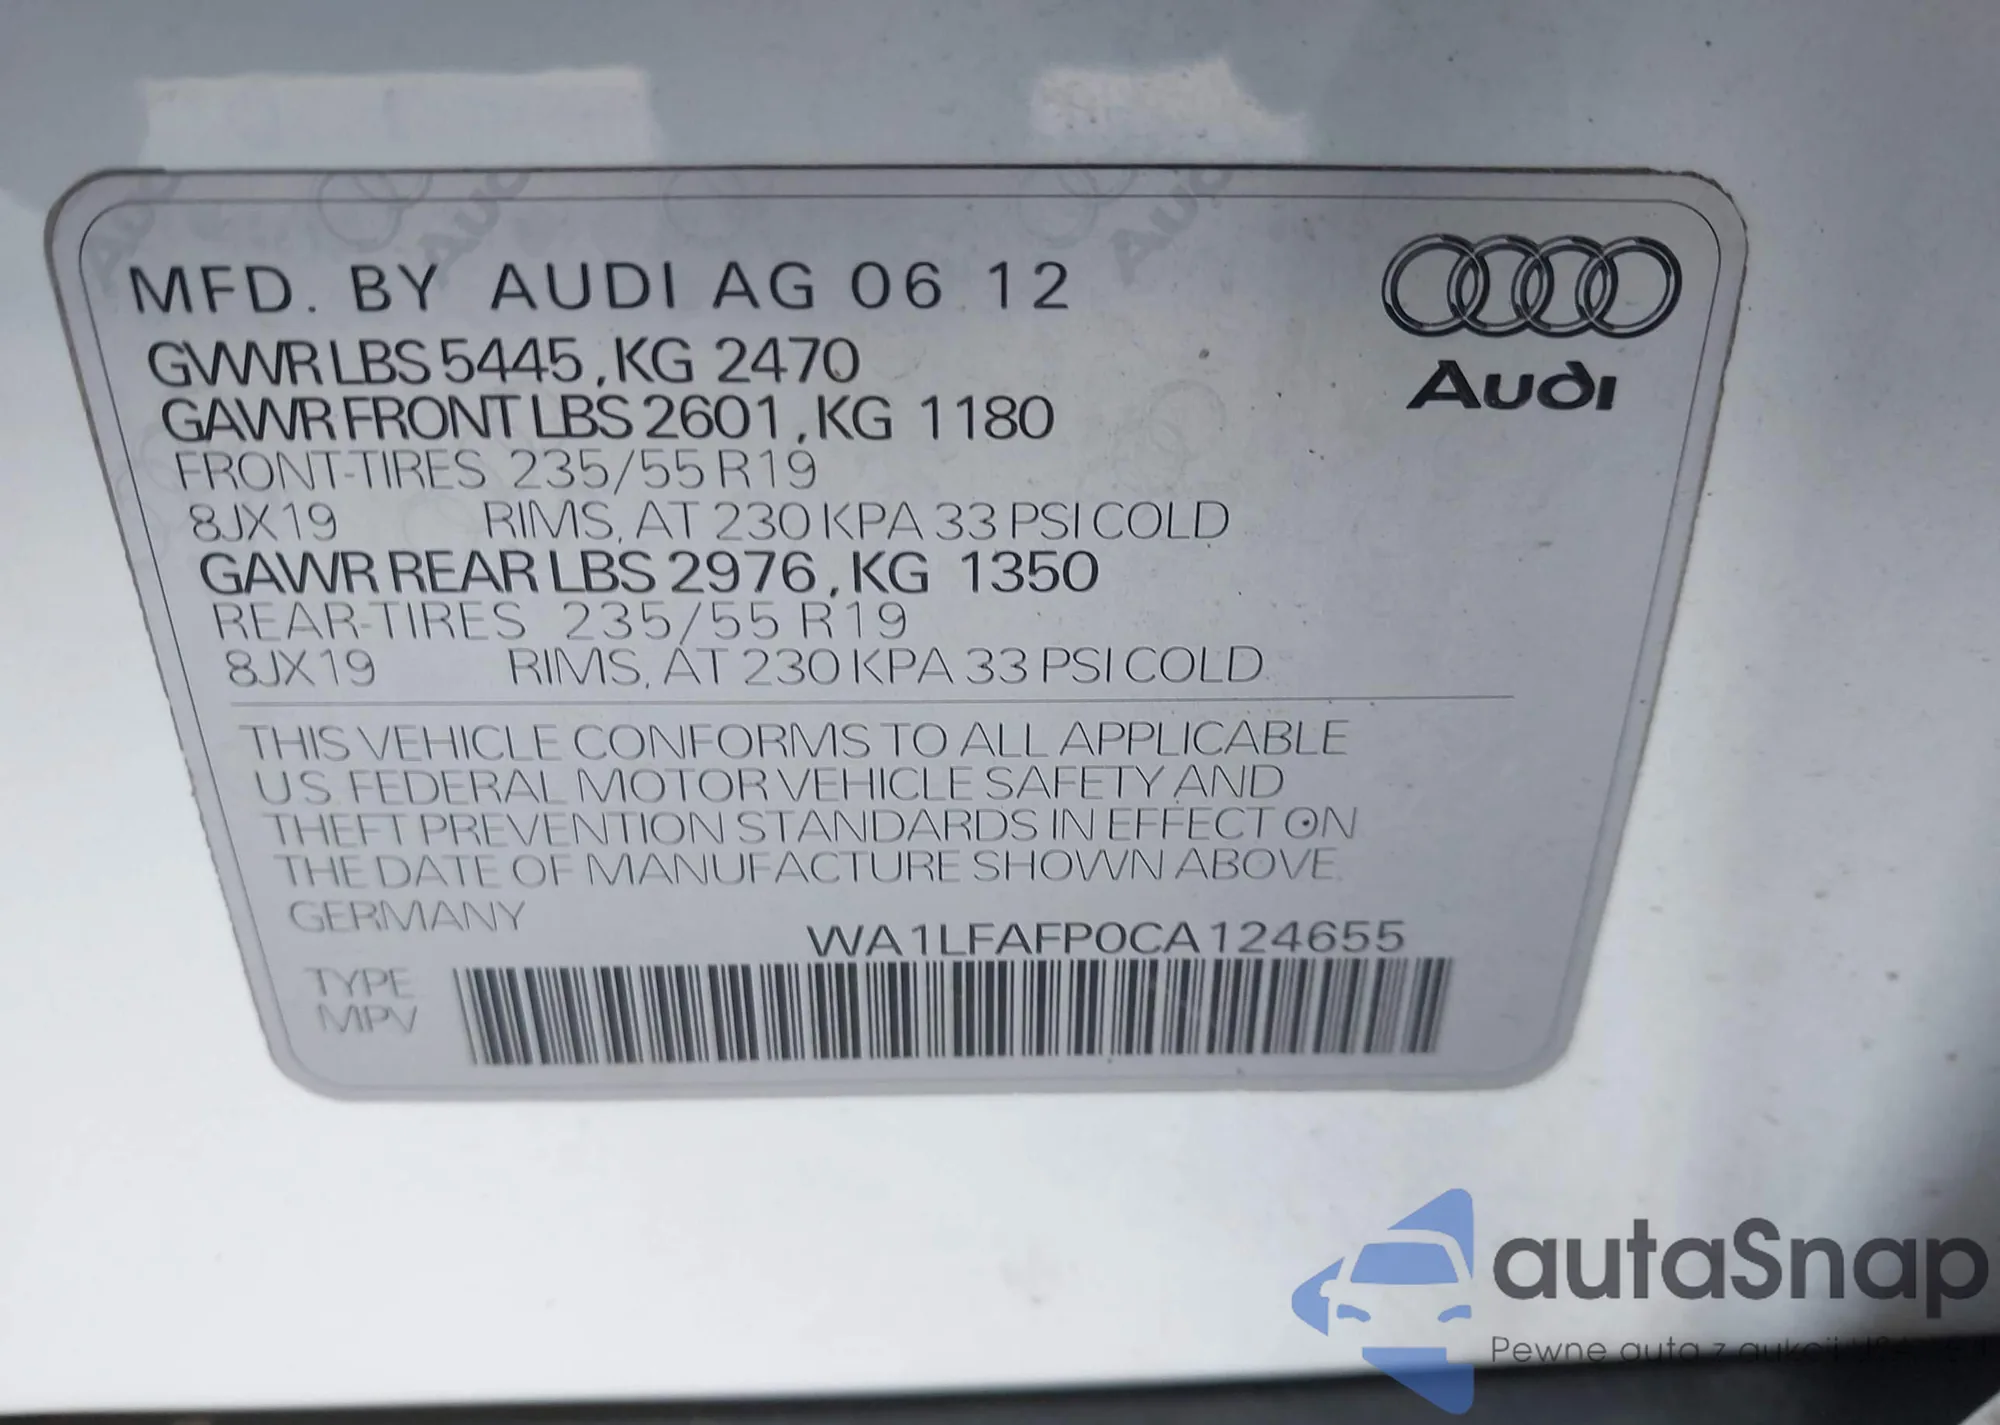 MFD. BY AUDI AG 06 12
Audi
GVWR LBS 5445, KG 2470
GAWR FRONT LBS 2601, KG 1180
FRONT-TIRES 235/55 R19
8JX19 RIMS, AT 230 KPA 33 PSI COLD
GAWR REAR LBS 2976, KG 1350
REAR-TIRES 235/55 R19
8JX19 RIMS, AT 230 KPA 33 PSI COLD.
THIS VEHICLE CONFORMS TO ALL APPLICABLE
U.S. FEDERAL MOTOR VEHICLE SAFETY AND
THEFT PREVENTION STANDARDS IN EFFECT ON
THE DATE OF MANUFACTURE SHOWN ABOVE.
GERMANY
WA1LFAFP0CA124655
TYPE
MPV
autaSnap
Pewne auta z aukcji USA